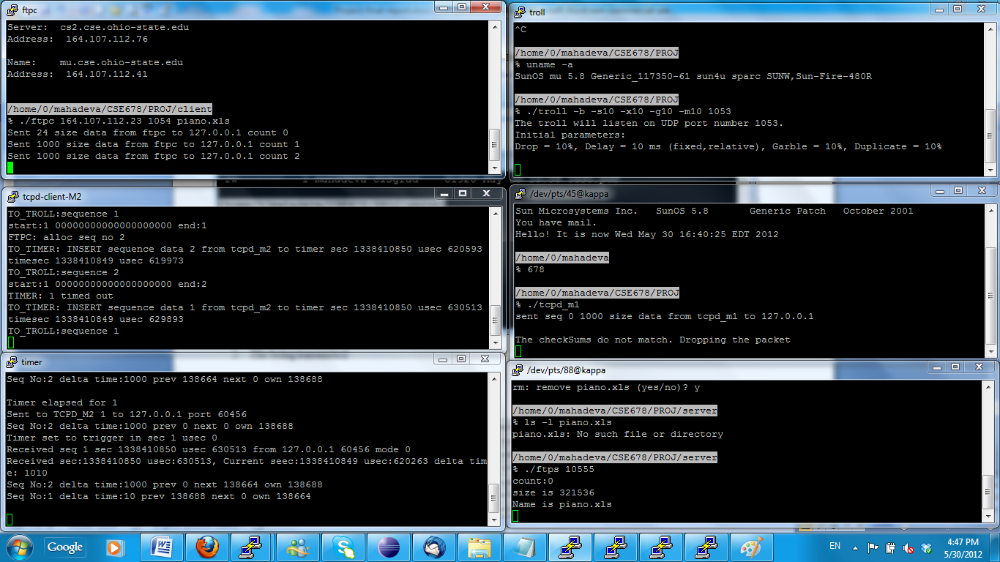 ftpc
Server:  cs2.cse.ohio-state.edu
Address:  164.107.112.76
Name:    mu.cse.ohio-state.edu
Address:  164.107.112.41
/home/0/mahadeva/CSE678/PROJ/client
% ./ftpc 164.107.112.23 1054 piano.xls
Sent 24 size data from ftpc to 127.0.0.1 count 0
Sent 1000 size data from ftpc to 127.0.0.1 count 1
Sent 1000 size data from ftpc to 127.0.0.1 count 2
troll
^C
/home/0/mahadeva/CSE678/PROJ
% uname -a
SunOS mu 5.8 Generic_117350-61 sun4u sparc SUNW,Sun-Fire-480R
/home/0/mahadeva/CSE678/PROJ
% ./troll -b -s10 -x10 -g10 -m10 1053
The troll will listen on UDP port number 1053.
Initial parameters:
Drop = 10%, Delay = 10 ms (fixed,relative), Garble = 10%, Duplicate = 10%
tcpd-client-M2
TO_TROLL:sequence 1
start:1 00000000000000000000 end:1
FTPC: alloc seq no 2
TO_TIMER: INSERT sequence data 2 from tcpd_m2 to timer sec 1338410850 usec 620593
timesec 1338410849 usec 619973
TO_TROLL:sequence 2
start:1 00000000000000000000 end:2
TIMER: 1 timed out
TO_TIMER: INSERT sequence data 1 from tcpd_m2 to timer sec 1338410850 usec 630513
timesec 1338410849 usec 629893
TO_TROLL:sequence 1
/dev/pts/45@kappa
Sun Microsystems Inc.   SunOS 5.8       Generic Patch   October 2001
You have mail.
Hello! It is now Wed May 30 16:40:25 EDT 2012
/home/0/mahadeva
% 678
/home/0/mahadeva/CSE678/PROJ
% ./tcpd_m1
sent seq 0 1000 size data from tcpd_m1 to 127.0.0.1
The checkSums do not match. Dropping the packet
timer
Seq No:2 delta time:1000 prev 138664 next 0 own 138688
Timer elapsed for 1
Sent to TCPD_M2 1 to 127.0.0.1 port 60456
Seq No:2 delta time:1000 prev 0 next 0 own 138688
Timer set to trigger in sec 1 usec 0
Received seq 1 sec 1338410850 usec 630513 from 127.0.0.1 60456 mode 0
Received sec:1338410850 usec:630513, Current seec:1338410849 usec:620263 delta tim
e: 1010
Seq No:2 delta time:1000 prev 0 next 138664 own 138688
Seq No:1 delta time:10 prev 138688 next 0 own 138664
/dev/pts/88@kappa
rm: remove piano.xls (yes/no)? y
/home/0/mahadeva/CSE678/PROJ/server
% ls -l piano.xls
piano.xls: No such file or directory
/home/0/mahadeva/CSE678/PROJ/server
% ./ftps 10555
count:0
size is 321536
Name is piano.xls
Google
EN
4:47 PM
5/30/2012